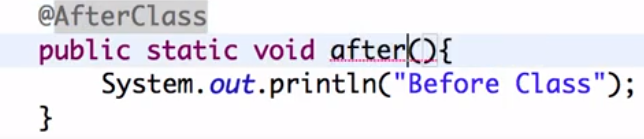 @AfterClass
public static void after(){
System.out.println("Before Class");
}